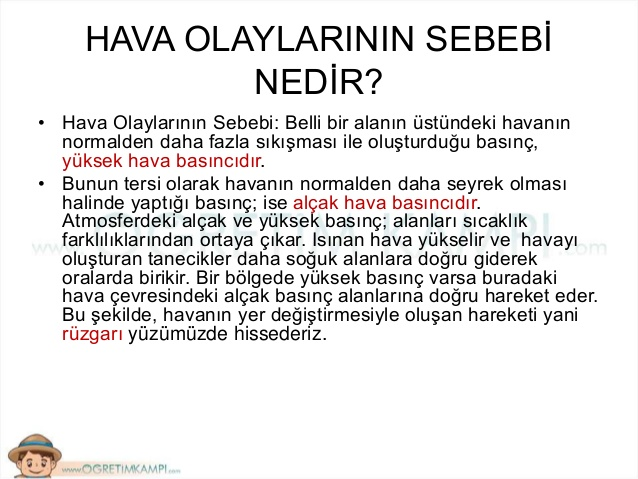 HAVA OLAYLARININ SEBEBİ
NEDİR?
• Hava Olaylarının Sebebi: Belli bir alanın üstündeki havanın
normalden daha fazla sıkışması ile oluşturduğu basınç,
yüksek hava basıncıdır.
• Bunun tersi olarak havanın normalden daha seyrek olması
halinde yaptığı basınç; ise alçak hava basıncıdır.
Atmosferdeki alçak ve yüksek basınç; alanları sıcaklık
farklılıklarından ortaya çıkar. Isınan hava yükselir ve havayı
oluşturan tanecikler daha soğuk alanlara doğru giderek
oralarda birikir. Bir bölgede yüksek basınç varsa buradaki
hava çevresindeki alçak basınç alanlarına doğru hareket eder.
Bu şekilde, havanın yer değiştirmesiyle oluşan hareketi yani
rüzgarı yüzümüzde hissederiz.
www.ÖGRETIMKAMPI.com
www.ÖGRETIMKAMPI.com